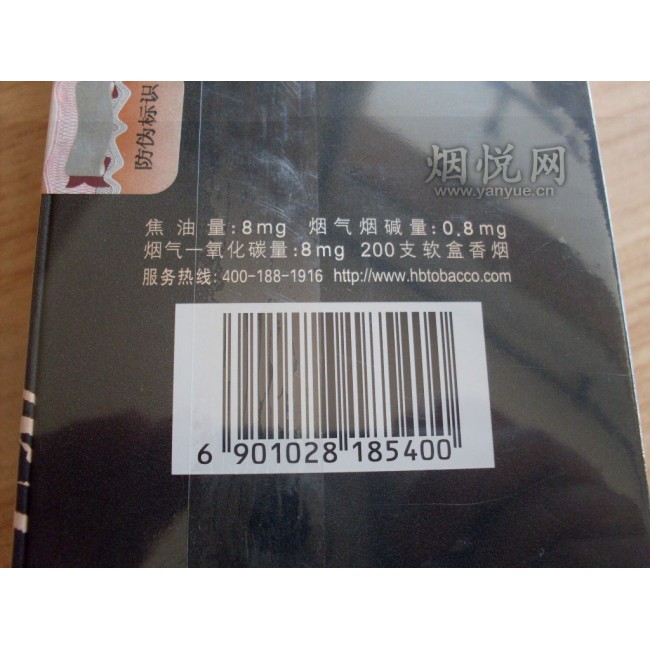 防伪标识
烟悦网
www.yanyue.cn
焦油量:8mg 烟气烟碱量:0.8mg
烟气一氧化碳量:8mg 200支软盒香烟
服务热线: 400-188-1916 http://www.hbtobacco.com
6 901028 185400